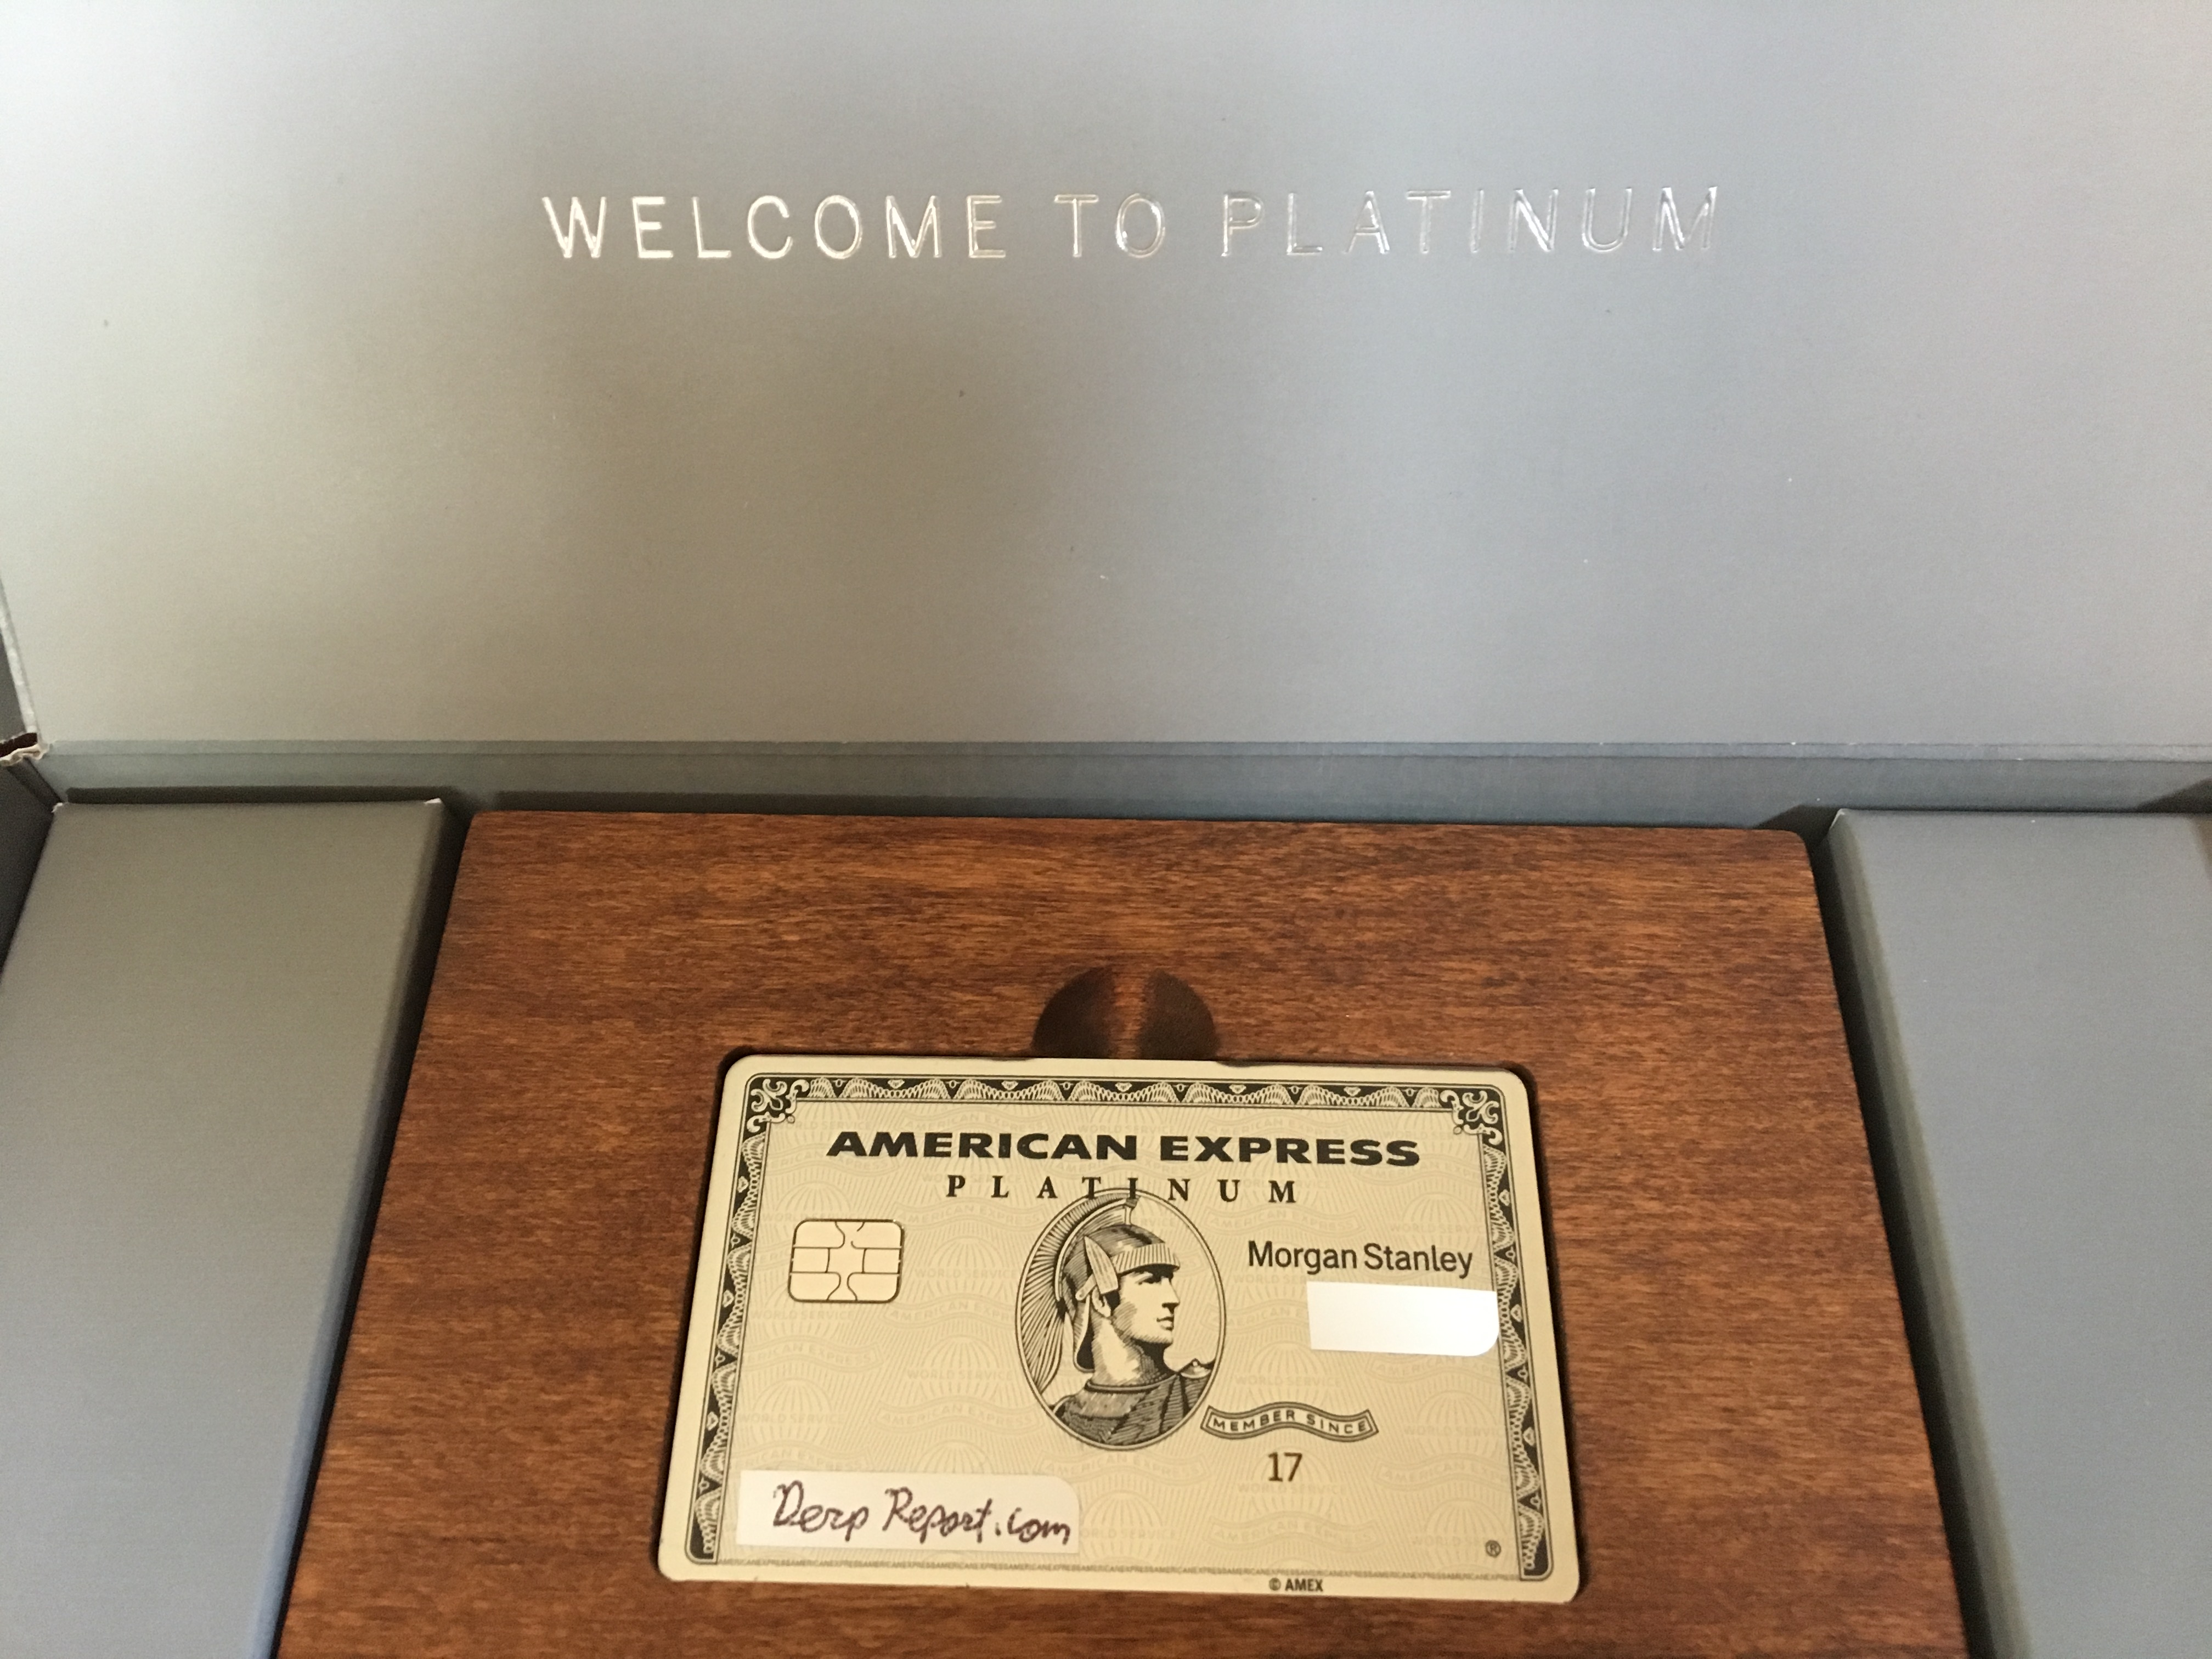 WELCOME TO PLATINUM
AMERICAN EXPRESS
PLATINUM
Morgan Stanley
MEMBER SINCE
17
Derp Report.com
®
© AMEX